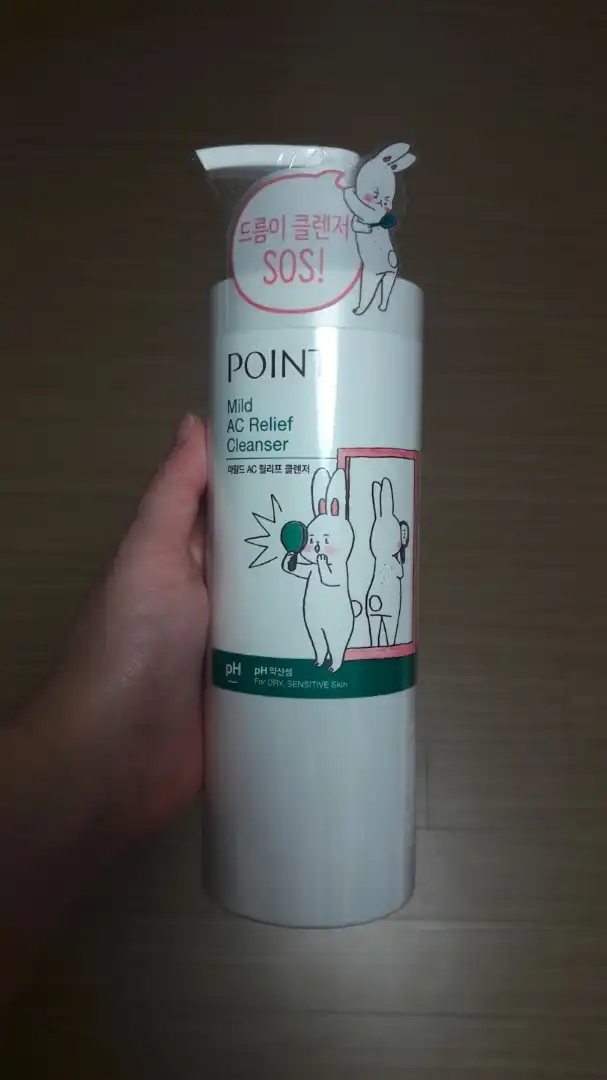 드름이 클렌저
SOS!
POINT
Mild
AC Relief
Cleanser
마일드 AC 릴리프 클렌저
pH
pH 약산성
For DRY, SENSITIVE Skin